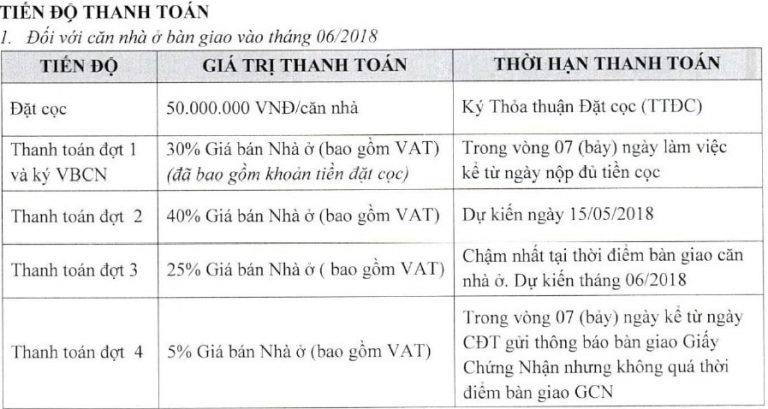 TIẾN ĐỘ THANH TOÁN
1. Đối với căn nhà ở bàn giao vào tháng 06/2018
TIẾN ĐỘ
GIÁ TRỊ THANH TOÁN
THỜI HẠN THANH TOÁN
Đặt cọc
50.000.000 VNĐ/căn nhà
Ký Thỏa thuận Đặt cọc (TTĐC)
Thanh toán đợt 1
và ký VBCN
30% Giá bán Nhà ở (bao gồm VAT)
(đã bao gồm khoản tiền đặt cọc)
Trong vòng 07 (bảy) ngày làm việc
kể từ ngày nộp đủ tiền cọc
Thanh toán đợt 2
40% Giá bán Nhà ở (bao gồm VAT)
Dự kiến ngày 15/05/2018
Thanh toán đợt 3
25% Giá bán Nhà ở ( bao gồm VAT)
Chậm nhất tại thời điểm bàn giao căn
nhà ở. Dự kiến tháng 06/2018
Thanh toán đợt 4
5% Giá bán Nhà ở (bao gồm VAT)
Trong vòng 07 (bảy) ngày kể từ ngày
CĐT gửi thông báo bàn giao Giấy
Chứng Nhận nhưng không quá thời
điểm bàn giao GCN